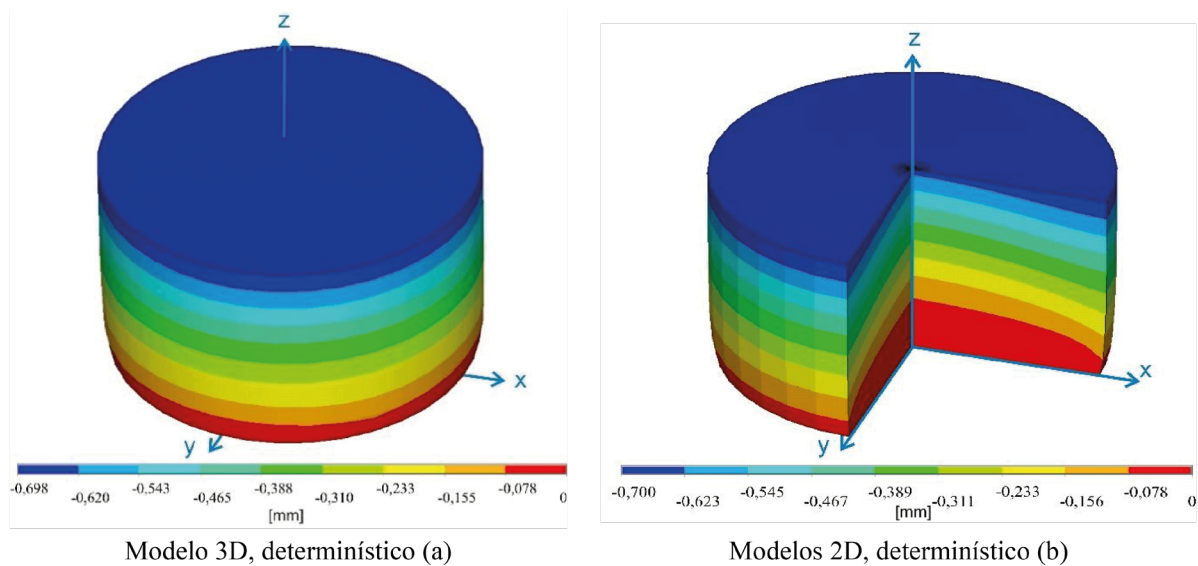 z
x
y
-0,698 -0,620 -0,543 -0,465 -0,388 -0,310 -0,233 -0,155 -0,078 0
[mm]
Modelo 3D, determinístico (a)
z
x
y
-0,700 -0,623 -0,545 -0,467 -0,389 -0,311 -0,233 -0,156 -0,078 0
[mm]
Modelos 2D, determinístico (b)